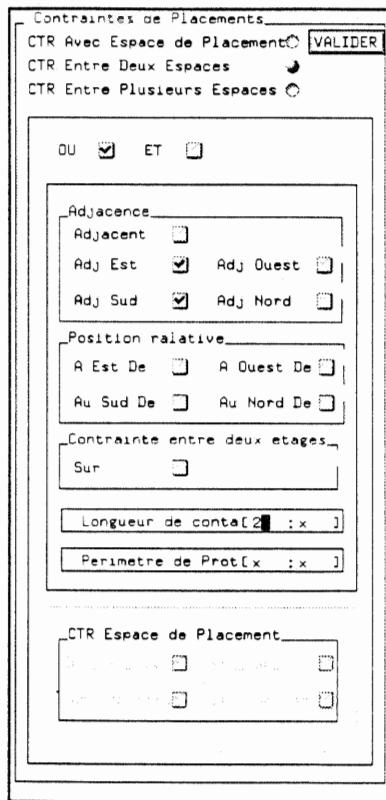 Contraintes de Placements
CTR Avec Espace de Placement VALIDER
CTR Entre Deux Espaces
CTR Entre Plusieurs Espaces
OU ET
Adjacence
Adjacent
Adj Est Adj Ouest
Adj Sud Adj Nord
Position ralative
A Est De A Ouest De
Au Sud De Au Nord De
Contrainte entre deux etages
Sur
Longueur de conta[2 :x ]
Perimetre de Prot[x :x ]
CTR Espace de Placement